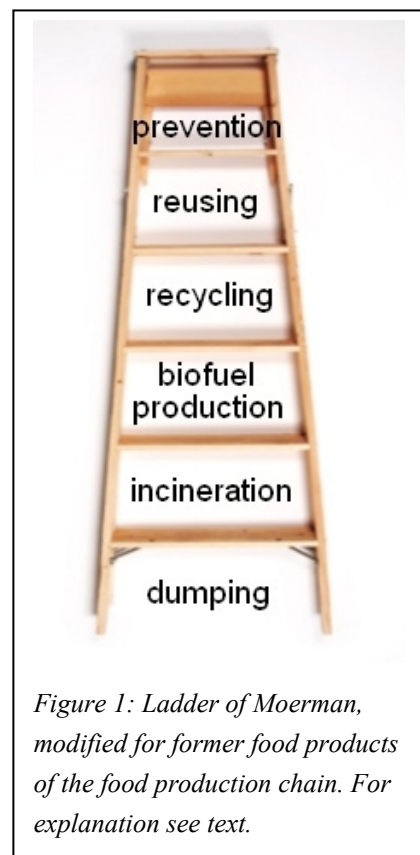 prevention
reusing
recycling
biofuel
production
incineration
dumping
Figure 1: Ladder of Moerman,
modified for former food products
of the food production chain. For
explanation see text.